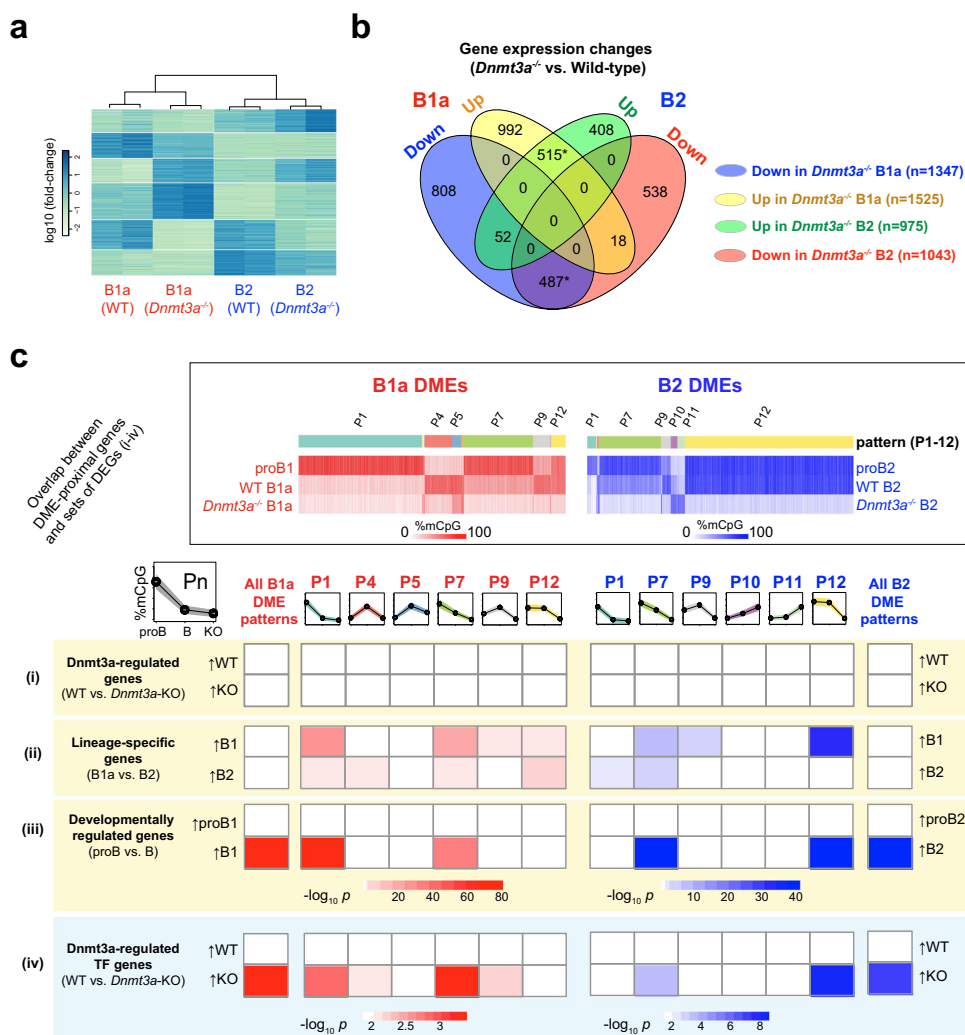 a
log10 (fold-change)
2
1
0
−1
−2
B1a
(WT)
B1a
(Dnmt3a-/-)
B2
(WT)
B2
(Dnmt3a-/-)
b
Gene expression changes
(Dnmt3a-/- vs. Wild-type)
B1a
B2
Down
Up
Up
Down
992
408
808
515*
538
0
0
0
0
0
52
18
0
0
487*
Down in Dnmt3a-/- B1a (n=1347)
Up in Dnmt3a-/- B1a (n=1525)
Up in Dnmt3a-/- B2 (n=975)
Down in Dnmt3a-/- B2 (n=1043)
c
Overlap between
DME-proximal genes
and sets of DEGs (i-iv)
B1a DMEs
B2 DMEs
P1
P4
P5
P7
P9
P12
P1
P7
P9
P10
P11
P12
pattern (P1-12)
proB1
WT B1a
Dnmt3a-/- B1a
proB2
WT B2
Dnmt3a-/- B2
%mCpG
0
100
%mCpG
0
100
%mCpG
Pn
proB B KO
All B1a
DME
patterns
P1 P4 P5 P7 P9 P12
P1 P7 P9 P10 P11 P12
All B2
DME
patterns
(i)
Dnmt3a-regulated
genes
(WT vs. Dnmt3a-KO)
↑WT
↑KO
↑WT
↑KO
(ii)
Lineage-specific
genes
(B1a vs. B2)
↑B1
↑B2
↑B1
↑B2
(iii)
Developmentally
regulated genes
(proB vs. B)
↑proB1
↑B1
↑proB2
↑B2
-log10 p
20 40 60 80
-log10 p
10 20 30 40
(iv)
Dnmt3a-regulated
TF genes
(WT vs. Dnmt3a-KO)
↑WT
↑KO
↑WT
↑KO
-log10 p
2 2.5 3
-log10 p
2 4 6 8